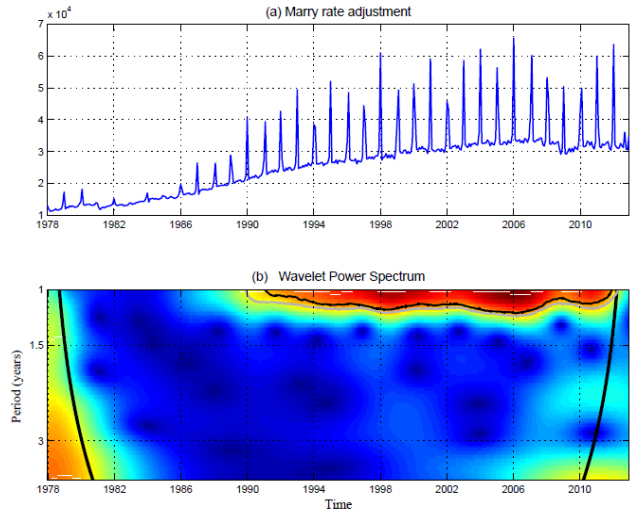 (a) Marry rate adjustment
x 10⁴
7
6
5
4
3
2
1
1978 1982 1986 1990 1994 1998 2002 2006 2010
(b) Wavelet Power Spectrum
Period (years)
1
1.5
3
1978 1982 1986 1990 1994 1998 2002 2006 2010
Time